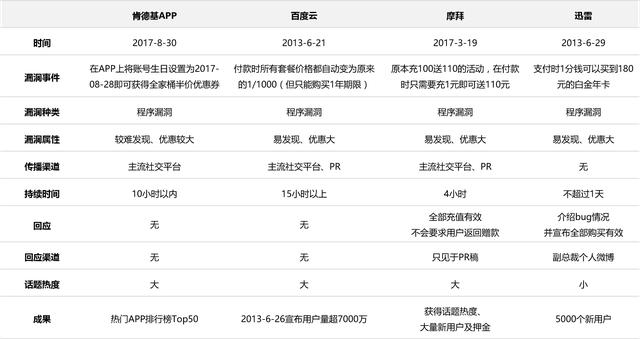 肯德基APP 百度云 摩拜 迅雷
时间 2017-8-30 2013-6-21 2017-3-19 2013-6-29
漏洞事件
在APP上将账号生日设置为2017-
08-28即可获得全家桶半价优惠券
付款时所有套餐价格都自动变为原来
的1/1000（但只能购买1年期限）
原本充100送110的活动，在付款
时只需要充1元即可送110元
支付时1分钱可以买到180
元的白金年卡
漏洞种类 程序漏洞 程序漏洞 程序漏洞 程序漏洞
漏洞属性 较难发现、优惠较大 易发现、优惠大 易发现、优惠大 易发现、优惠大
传播渠道 主流社交平台 主流社交平台、PR 主流社交平台、PR 无
持续时间 10小时以内 15小时以上 4小时 不超过1天
回应 无 无
全部充值有效
不会要求用户返回赠款
介绍bug情况
并宣布全部购买有效
回应渠道 无 无 只见于PR稿 副总裁个人微博
话题热度 大 大 大 小
成果 热门APP排行榜Top50 2013-6-26宣布用户量超7000万
获得话题热度、
大量新用户及押金
5000个新用户